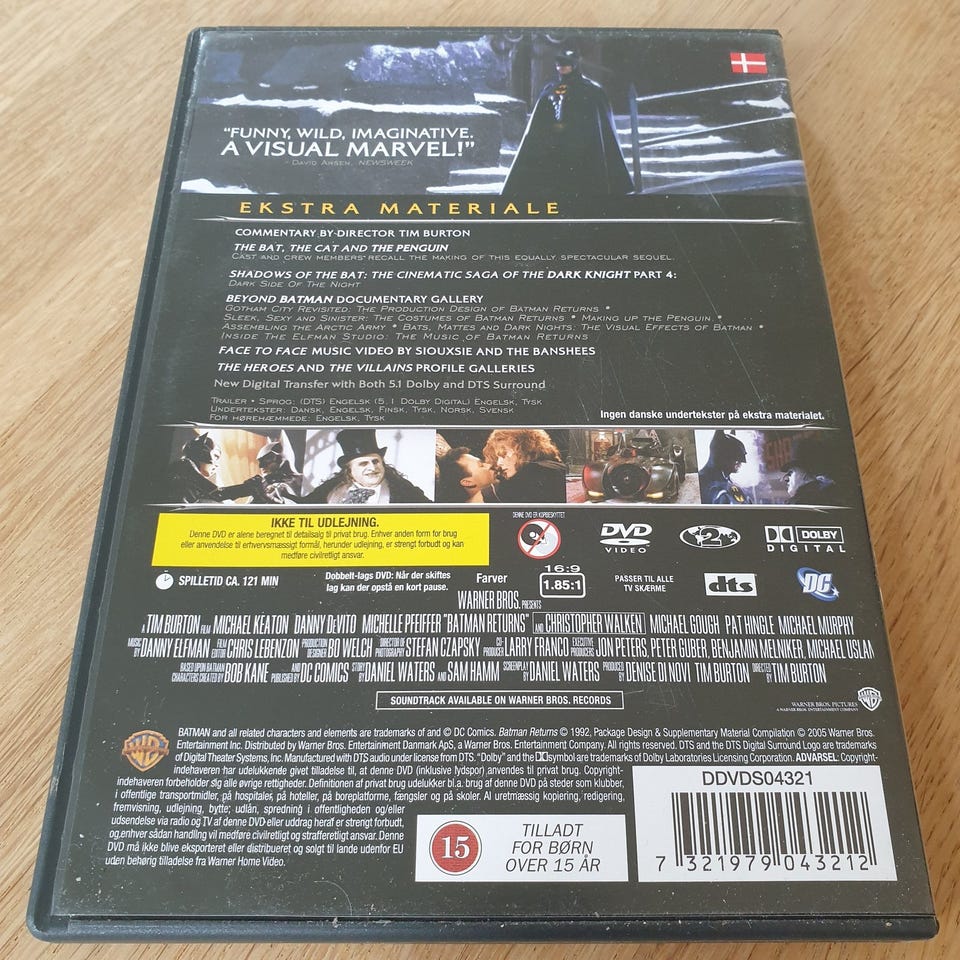 “FUNNY, WILD, IMAGINATIVE.
A VISUAL MARVEL!”
- DAVID ANSEN, NEWSWEEK
EKSTRA MATERIALE
COMMENTARY BY DIRECTOR TIM BURTON
THE BAT, THE CAT AND THE PENGUIN
CAST AND CREW MEMBERS RECALL THE MAKING OF THIS EQUALLY SPECTACULAR SEQUEL.
SHADOWS OF THE BAT: THE CINEMATIC SAGA OF THE DARK KNIGHT PART 4:
DARK SIDE OF THE NIGHT
BEYOND BATMAN DOCUMENTARY GALLERY
GOTHAM CITY REVISITED: THE PRODUCTION DESIGN OF BATMAN RETURNS •
SLEEK, SEXY AND SINISTER: THE COSTUMES OF BATMAN RETURNS • MAKING UP THE PENGUIN •
ASSEMBLING THE ARCTIC ARMY • BATS, MATTES AND DARK NIGHTS: THE VISUAL EFFECTS OF BATMAN •
INSIDE THE ELFMAN STUDIO: THE MUSIC OF BATMAN RETURNS
FACE TO FACE MUSIC VIDEO BY SIOUXSIE AND THE BANSHEES
THE HEROES AND THE VILLAINS PROFILE GALLERIES
New Digital Transfer with Both 5.1 Dolby and DTS Surround
TRAILER • SPROG: (DTS) ENGELSK (5.1 DOLBY DIGITAL) ENGELSK, TYSK
UNDERTEKSTER: DANSK, ENGELSK, FINSK, TYSK, NORSK, SVENSK
FOR HØREHÆMMEDE: ENGELSK, TYSK
Ingen danske undertekster på ekstra materialet.
IKKE TIL UDLEJNING.
Denne DVD er alene beregnet til detailsalg til privat brug. Enhver anden form for brug
eller anvendelse til erhvervsmæssigt formål, herunder udlejning, er strengt forbudt og kan
medføre civilretligt ansvar.
DENNE DVD ER KOPIBESKYTTET
DVD
VIDEO
2
DOLBY
DIGITAL
SPILLETID CA. 121 MIN
Dobbelt-lags DVD: Når der skiftes
lag kan der opstå en kort pause.
Farver
16:9
1.85:1
PASSER TIL ALLE
TV SKÆRME
dts
DC
WARNER BROS. PRESENTS
A TIM BURTON FILM MICHAEL KEATON DANNY DeVITO MICHELLE PFEIFFER "BATMAN RETURNS" AND CHRISTOPHER WALKEN MICHAEL GOUGH PAT HINGLE MICHAEL MURPHY
MUSIC BY DANNY ELFMAN FILM EDITOR CHRIS LEBENZON PRODUCTION DESIGNER BO WELCH DIRECTOR OF PHOTOGRAPHY STEFAN CZAPSKY CO-PRODUCER LARRY FRANCO EXECUTIVE PRODUCERS JON PETERS, PETER GUBER, BENJAMIN MELNIKER, MICHAEL USLAN
BASED UPON BATMAN CHARACTERS CREATED BY BOB KANE AND PUBLISHED BY DC COMICS STORY BY DANIEL WATERS AND SAM HAMM SCREENPLAY BY DANIEL WATERS PRODUCED BY DENISE DI NOVI TIM BURTON DIRECTED BY TIM BURTON
SOUNDTRACK AVAILABLE ON WARNER BROS. RECORDS
WARNER BROS. PICTURES
A WARNER BROS. ENTERTAINMENT COMPANY
BATMAN and all related characters and elements are trademarks of and © DC Comics. Batman Returns © 1992, Package Design & Supplementary Material Compilation © 2005 Warner Bros.
Entertainment Inc. Distributed by Warner Bros. Entertainment Danmark ApS, a Warner Bros. Entertainment Company. All rights reserved. DTS and the DTS Digital Surround Logo are trademarks
of Digital Theater Systems, Inc. Manufactured with DTS audio under license from DTS. "Dolby" and the symbol are trademarks of Dolby Laboratories Licensing Corporation. ADVARSEL: Copyright-
indehaveren har udelukkende givet tilladelse til, at denne DVD (inklusive lydspor) anvendes til privat brug. Copyright-
indehaveren forbeholder sig alle øvrige rettigheder. Definitionen af privat brug udelukker bl.a. brug af denne DVD på steder som klubber,
i offentlige transportmidler, på hospitaler, på hoteller, på boreplatforme, fængsler og på skoler. Al uretmæssig kopiering, redigering,
fremvisning, udlejning, bytte, udlån, spredning i offentligheden og/eller
udsendelse via radio og TV af denne DVD eller uddrag heraf er strengt forbudt,
og enhver sådan handling vil medføre civilretligt og strafferetligt ansvar. Denne
DVD må ikke blive eksporteret eller distribueret og solgt til lande udenfor EU
uden behørig tilladelse fra Warner Home Video.
15
TILLADT
FOR BØRN
OVER 15 ÅR
DDVDS04321
7 321979 043212